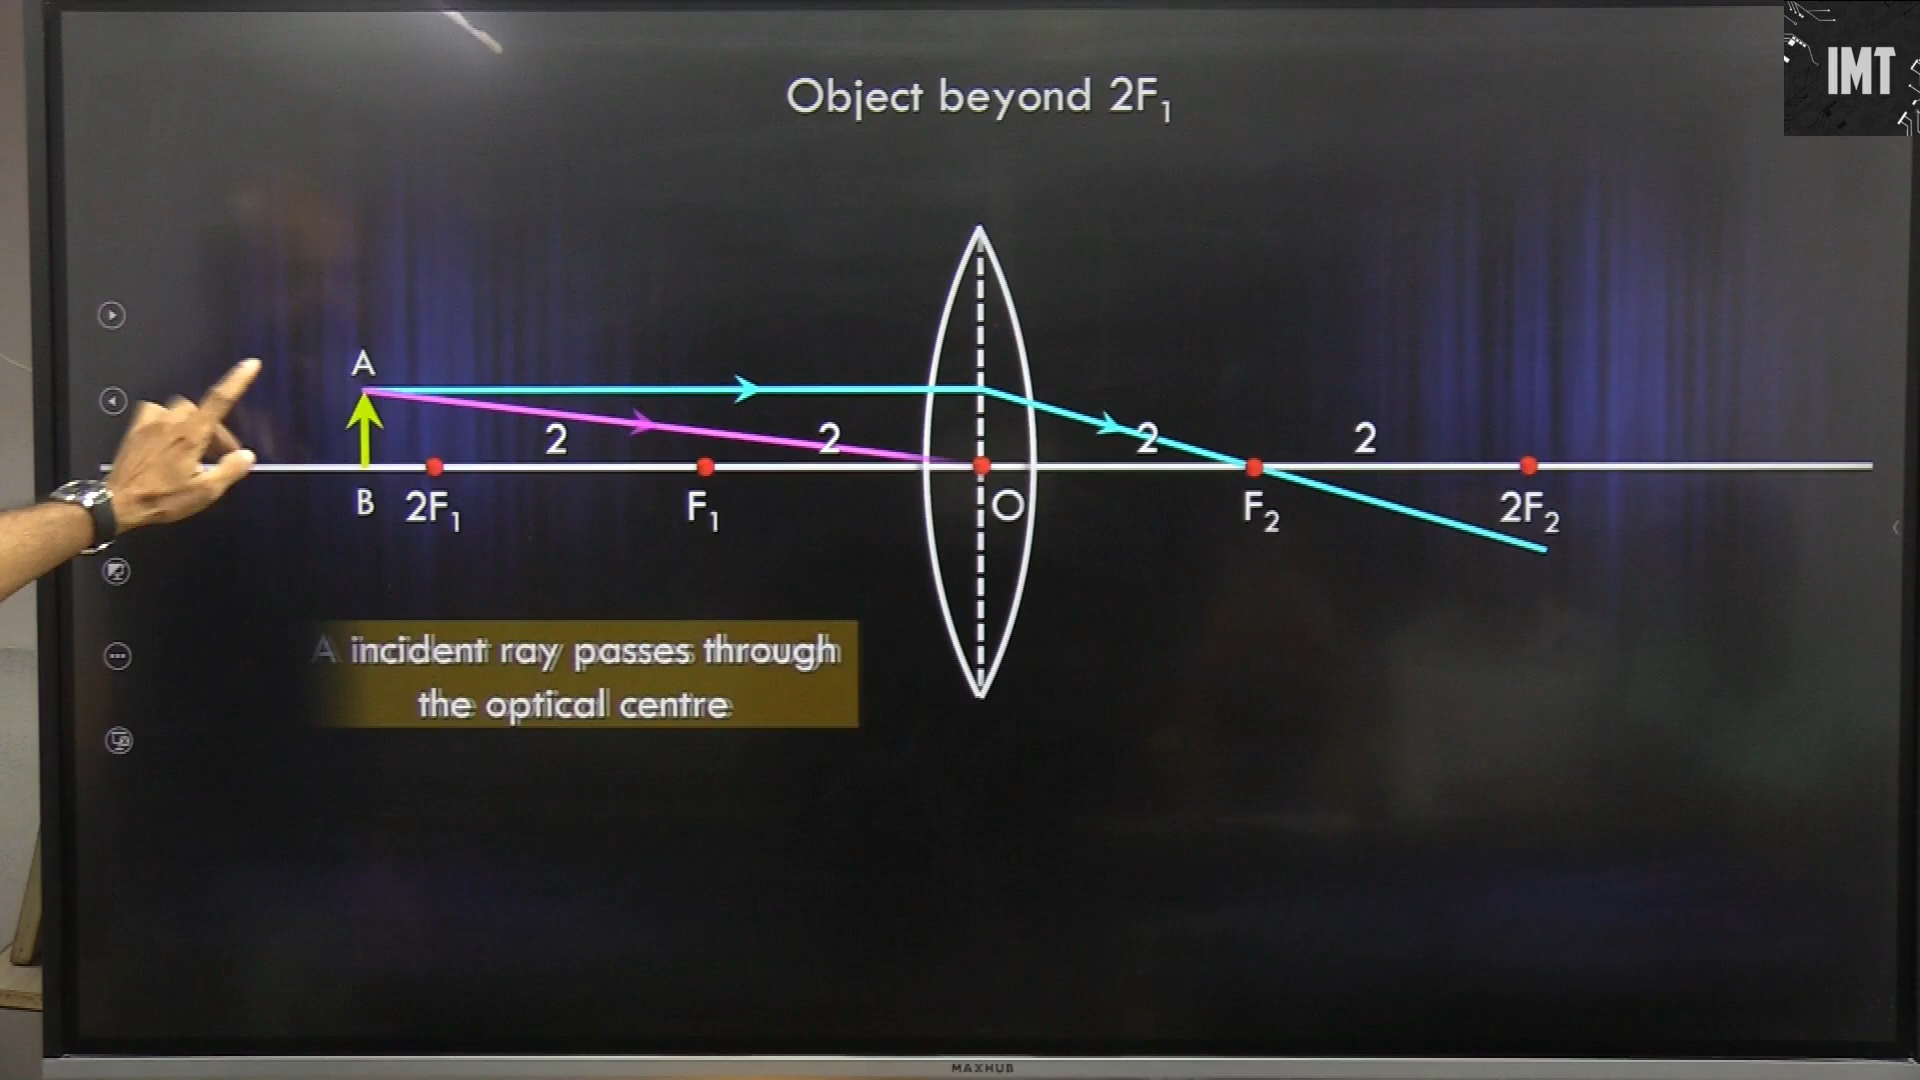 Object beyond 2F₁
IMT
A
2 2 2 2
B 2F₁ F₁ O F₂ 2F₂
A incident ray passes through
the optical centre
MAXHUB